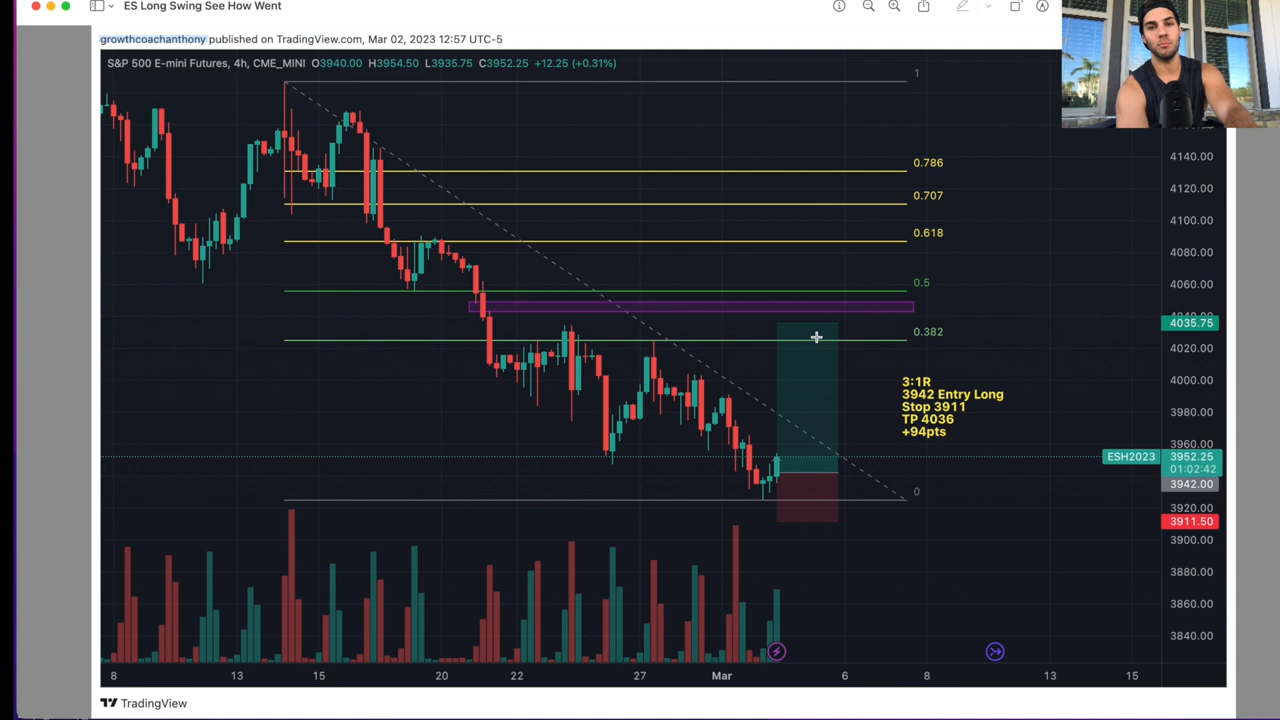 ES Long Swing See How Went
growthcoachanthony published on TradingView.com, Mar 02, 2023 12:57 UTC-5
S&P 500 E-mini Futures, 4h, CME_MINI O3940.00 H3954.50 L3935.75 C3952.25 +12.25 (+0.31%)
1
0.786
0.707
0.618
0.5
0.382
0
3:1R
3942 Entry Long
Stop 3911
TP 4036
+94pts
4140.00
4120.00
4100.00
4080.00
4060.00
4040.00
4035.75
4020.00
4000.00
3980.00
3960.00
ESH2023 3952.25
01:02:42
3942.00
3920.00
3911.50
3900.00
3880.00
3860.00
3840.00
8 13 15 20 22 27 Mar 6 8 13 15
TradingView